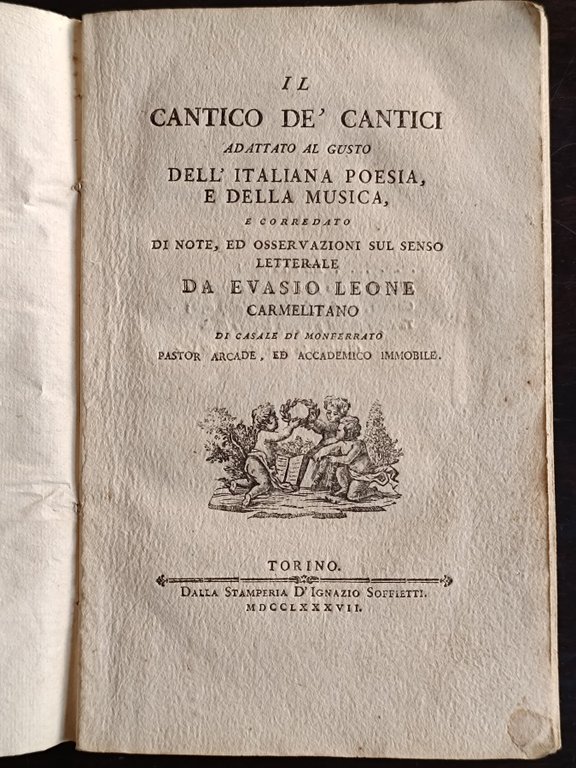 IL
CANTICO DE' CANTICI
ADATTATO AL GUSTO
DELL' ITALIANA POESIA,
E DELLA MUSICA,
E CORREDATO
DI NOTE, ED OSSERVAZIONI SUL SENSO
LETTERALE
DA EVASIO LEONE
CARMELITANO
DI CASALE DI MONFERRATO
PASTOR ARCADE, ED ACCADEMICO IMMOBILE.
TORINO.
DALLA STAMPERIA D'IGNAZIO SOFFIETTI.
MDCCLXXXVII.